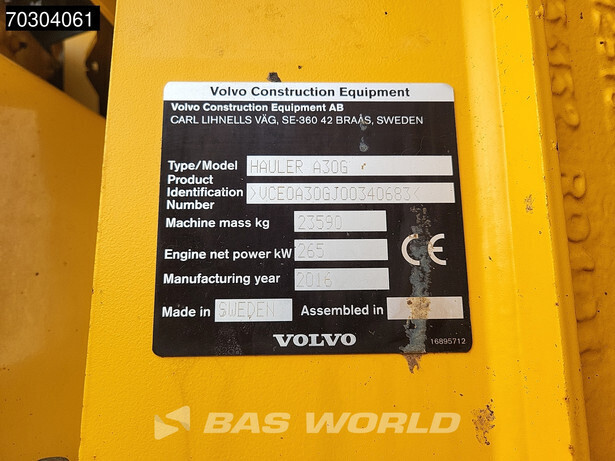 70304061
Volvo Construction Equipment
Volvo Construction Equipment AB
CARL LIHNELLS VÄG, SE-360 42 BRAÅS, SWEDEN
Type/Model HAULER A30G
Product
Identification >VCE0A30GJ00340683<
Number
Machine mass kg 23590
Engine net power kW 265
Manufacturing year 2016
CE
Made in SWEDEN Assembled in
VOLVO
16895712
BAS WORLD